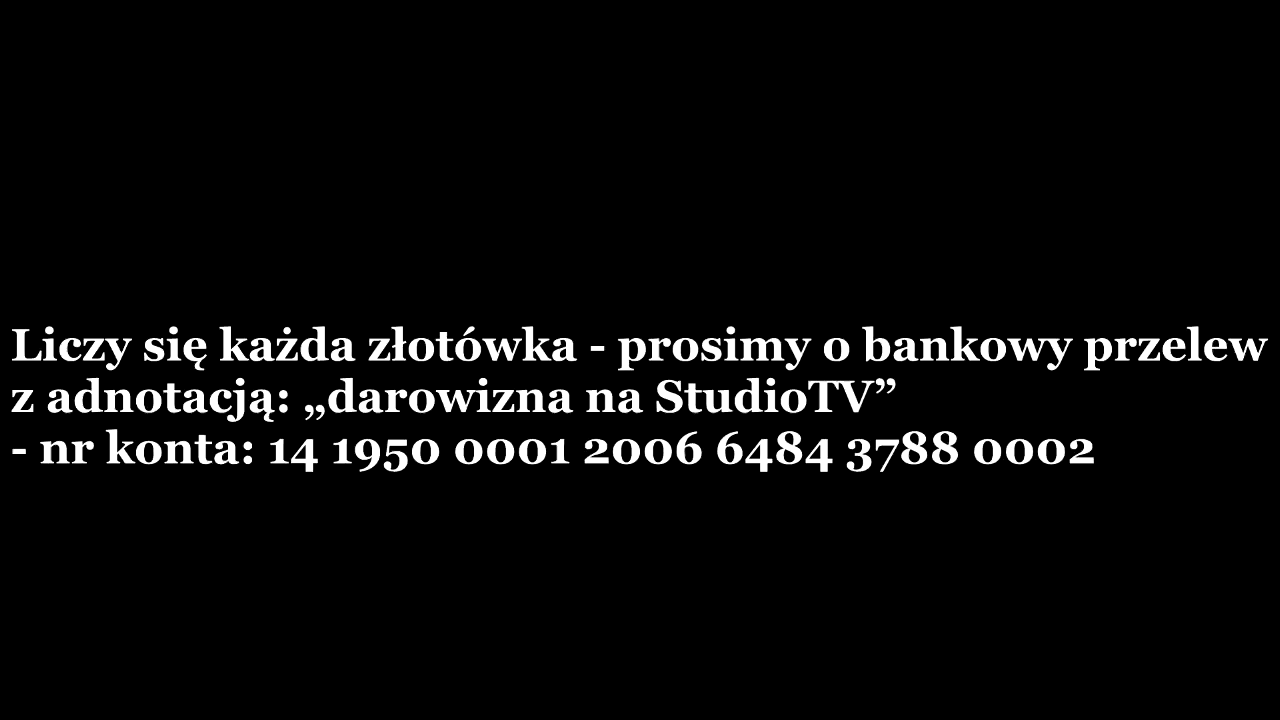 Liczy się każda złotówka - prosimy o bankowy przelew
z adnotacją: „darowizna na StudioTV”
- nr konta: 14 1950 0001 2006 6484 3788 0002